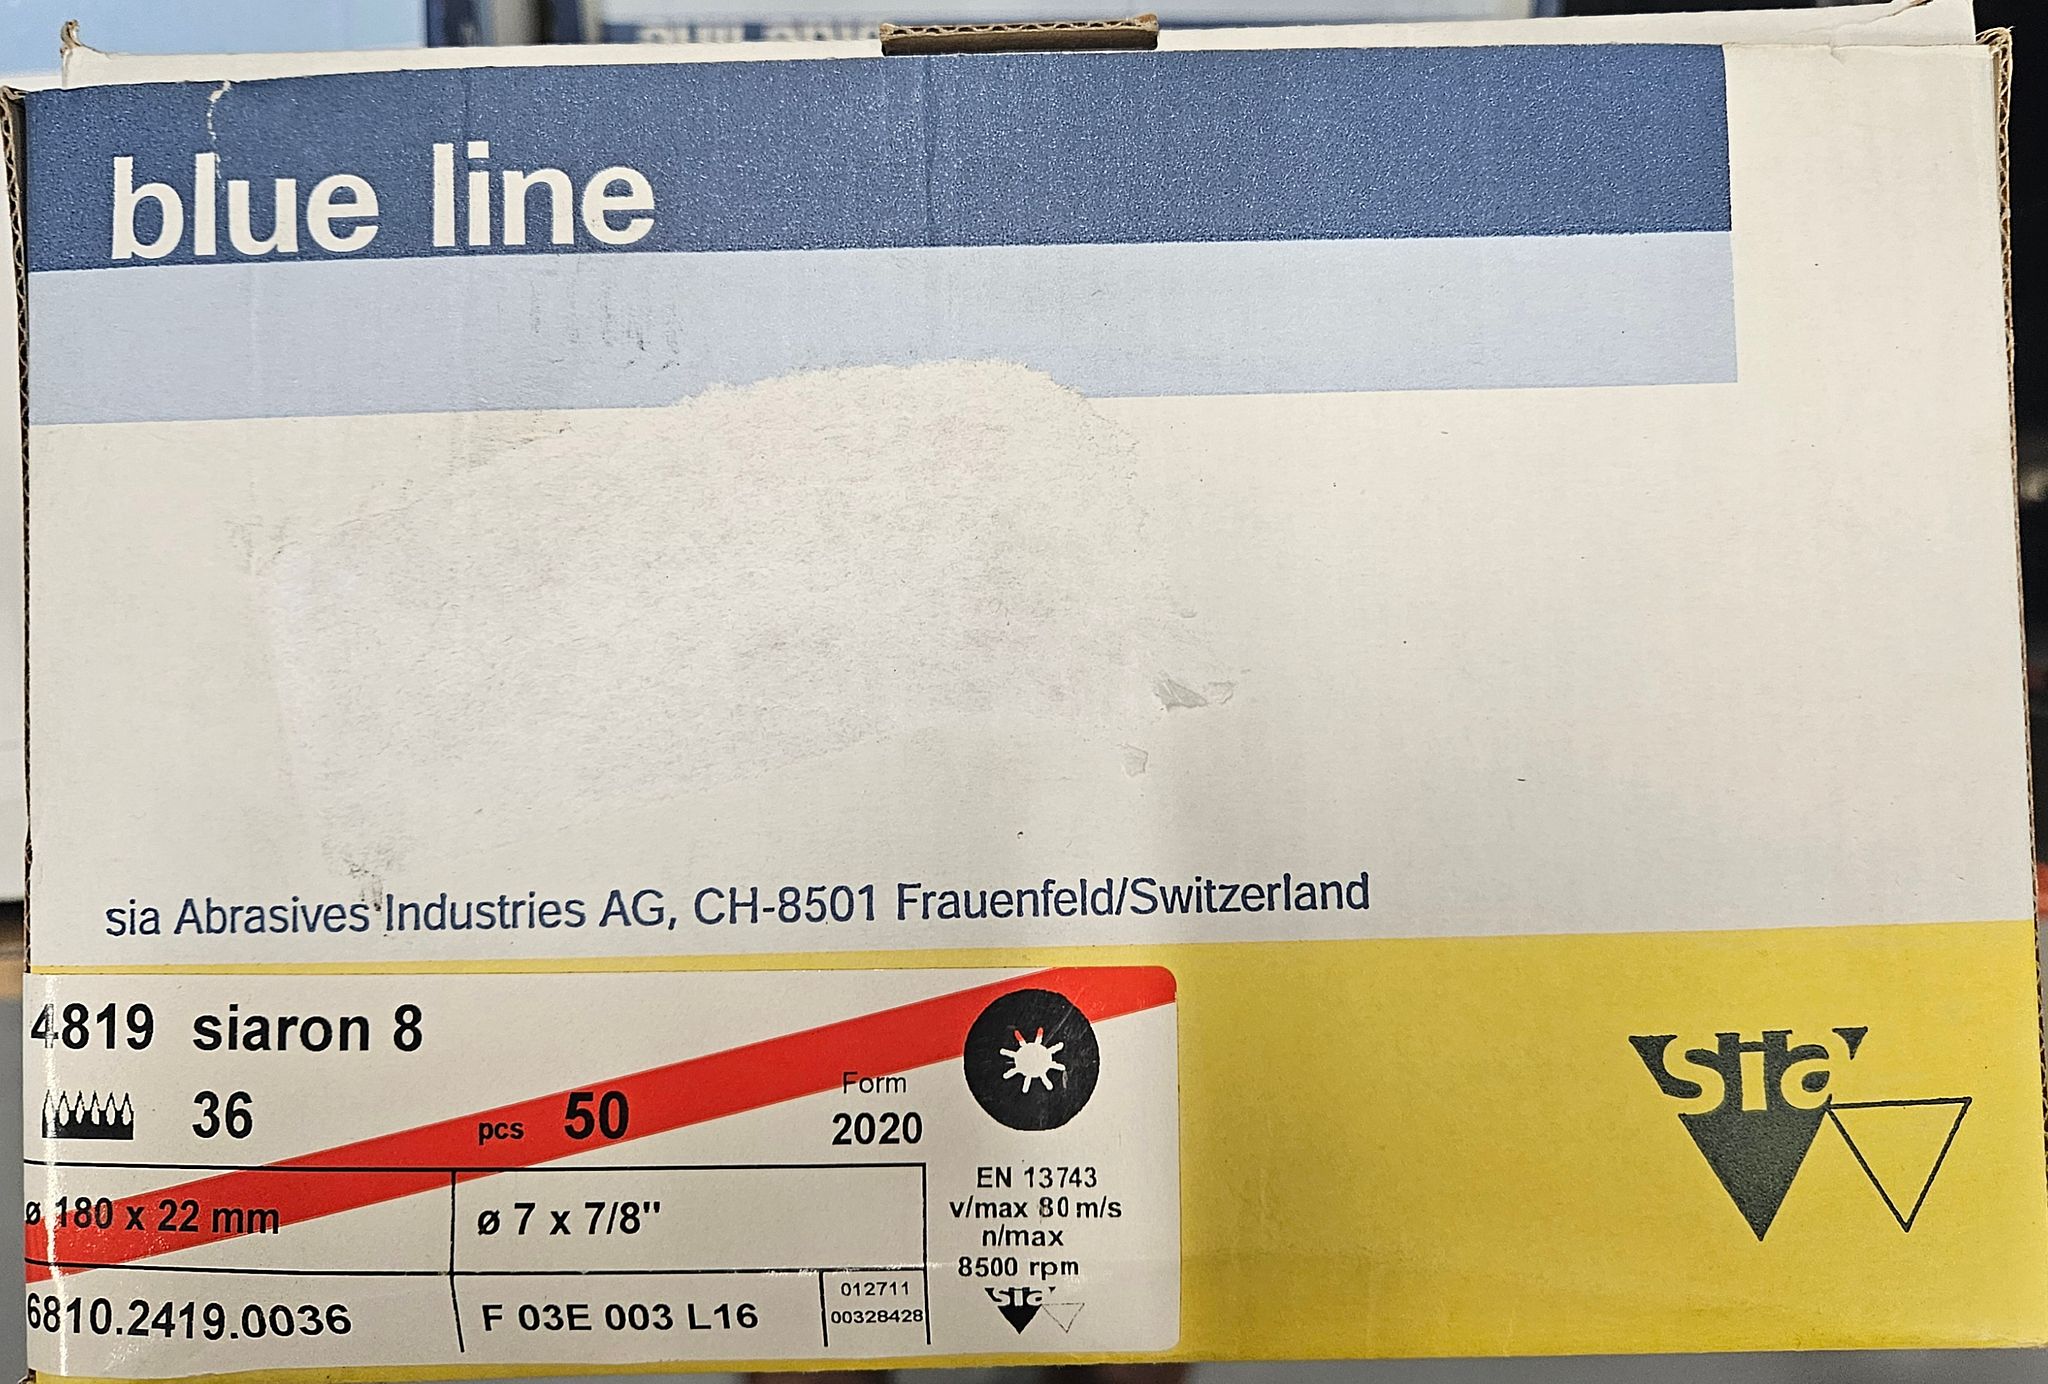 blue line
sia Abrasives Industries AG, CH-8501 Frauenfeld/Switzerland
4819 siaron 8
36
pcs 50
Form
2020
ø 180 x 22 mm
ø 7 x 7/8"
EN 13743
v/max 80 m/s
n/max
8500 rpm
6810.2419.0036
F 03E 003 L16
012711
00328428
sia
sia